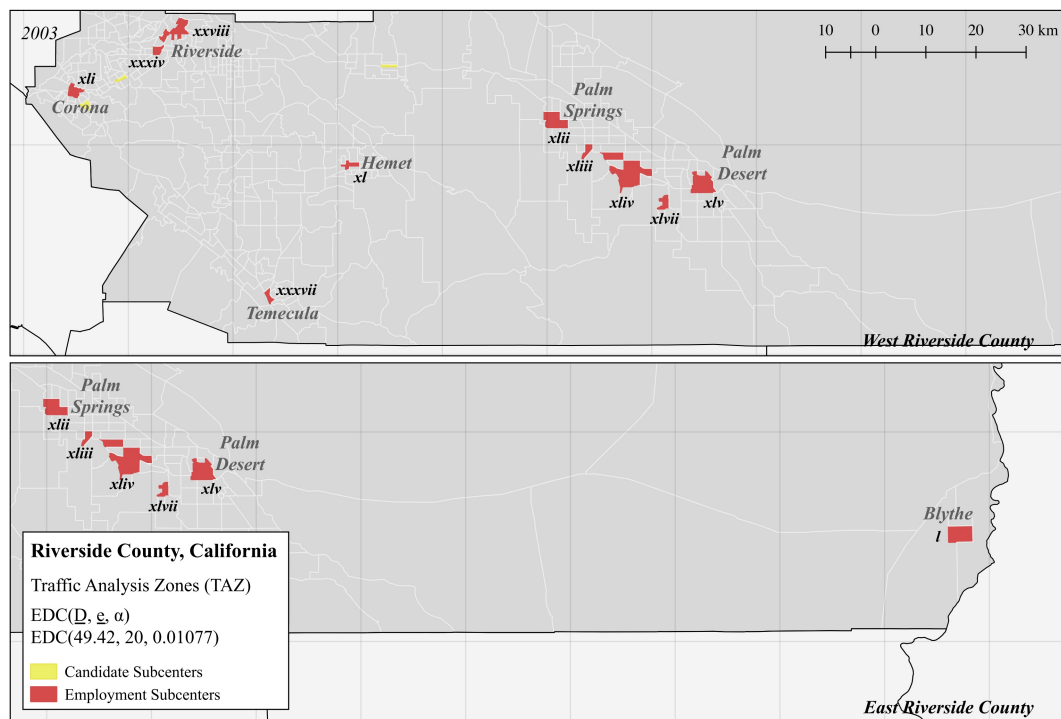 2003
xxviii
Riverside
xxxiv
xli
Corona
10 0 10 20 30 km
Palm
Springs
xlii
xliii
Hemet
xl
xliv
xlvii
Palm
Desert
xlv
xxxvii
Temecula
West Riverside County
Palm
Springs
xlii
xliii
xliv
xlvii
Palm
Desert
xlv
Blythe
l
Riverside County, California
Traffic Analysis Zones (TAZ)
EDC(D, e, α)
EDC(49.42, 20, 0.01077)
Candidate Subcenters
Employment Subcenters
East Riverside County